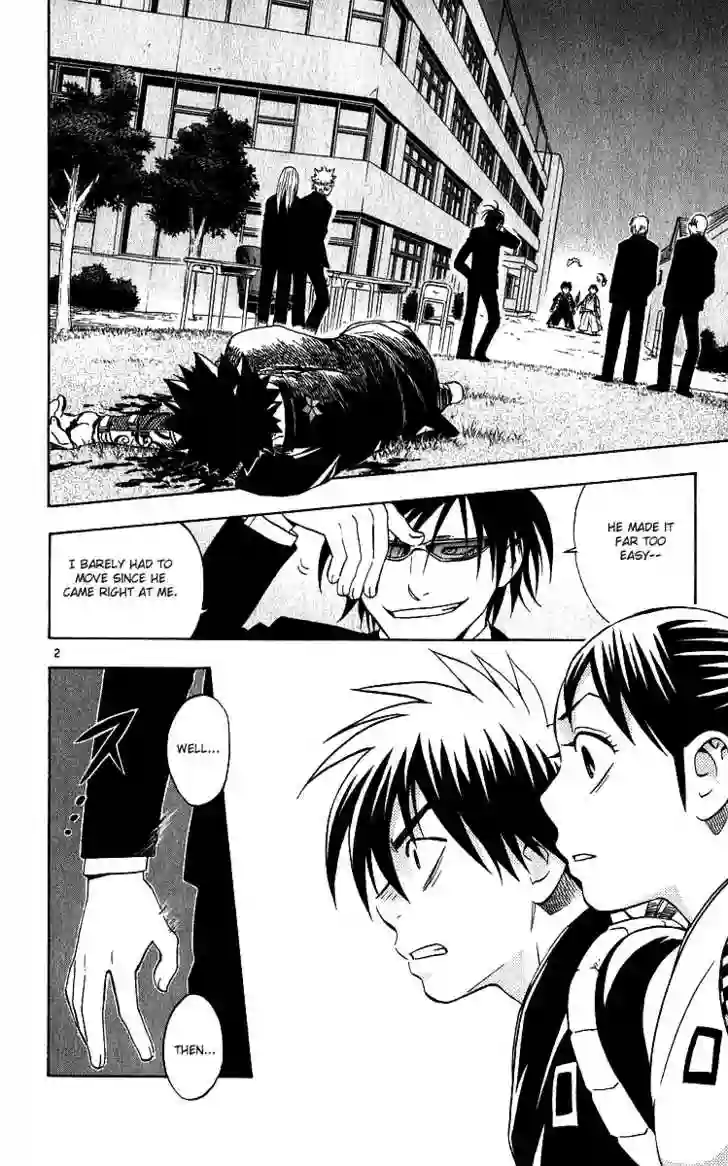 HE MADE IT
FAR TOO
EASY--
I BARELY HAD TO
MOVE SINCE HE
CAME RIGHT AT ME.
2
WELL...
THEN...